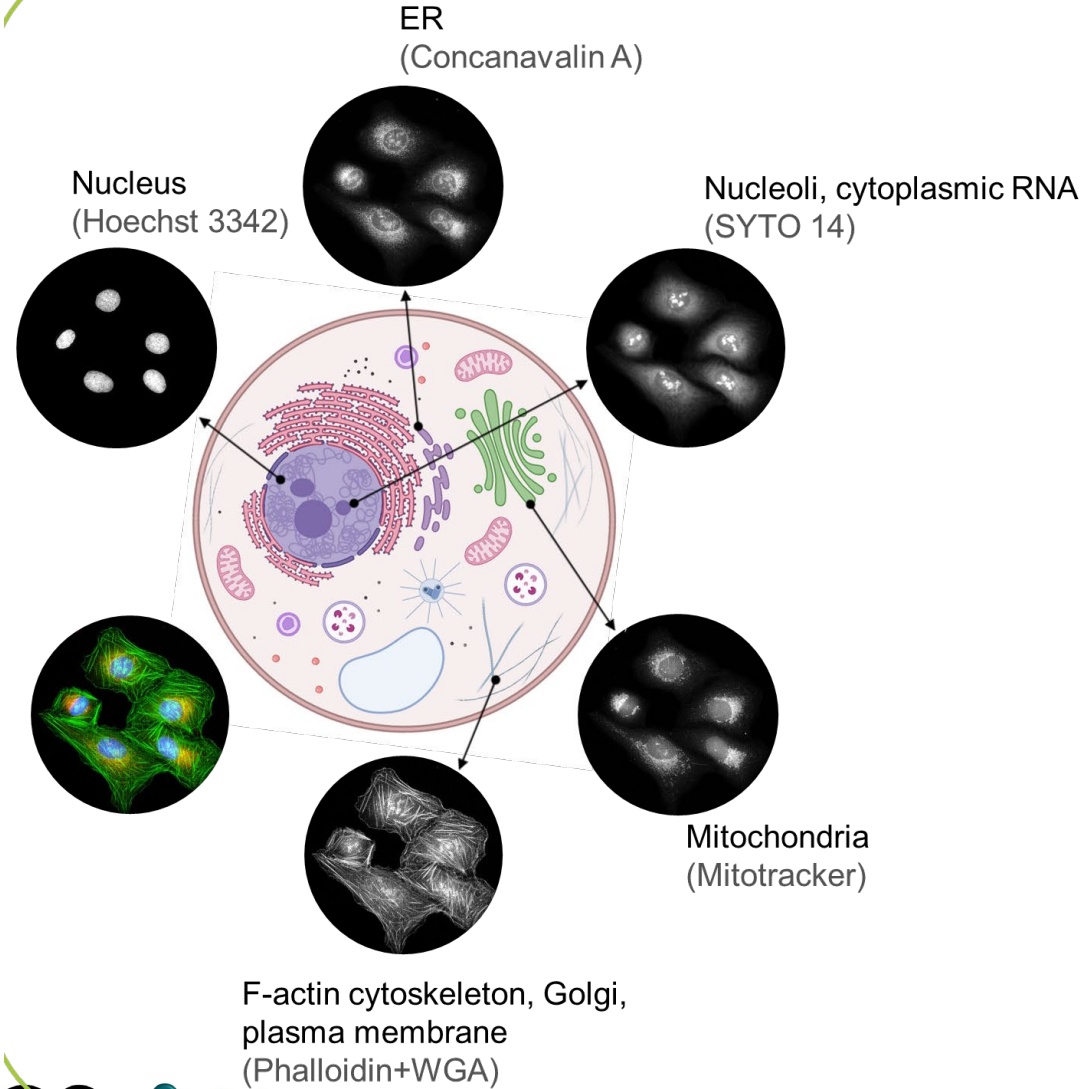 ER
(Concanavalin A)
Nucleus
(Hoechst 3342)
Nucleoli, cytoplasmic RNA
(SYTO 14)
Mitochondria
(Mitotracker)
F-actin cytoskeleton, Golgi,
plasma membrane
(Phalloidin+WGA)